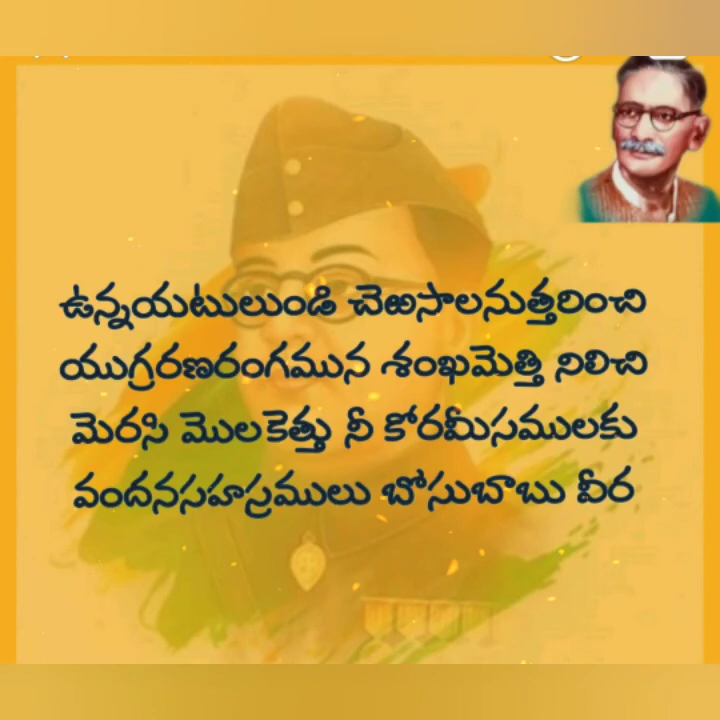 ఉన్నయటులుండి చెఱసాలనుత్తరించి
యుగ్రరణరంగమున శంఖమెత్తి నిలిచి
మెరసి మొలకెత్తు నీ కోరమీసములకు
వందనసహస్రములు బోసుబాబు వీర